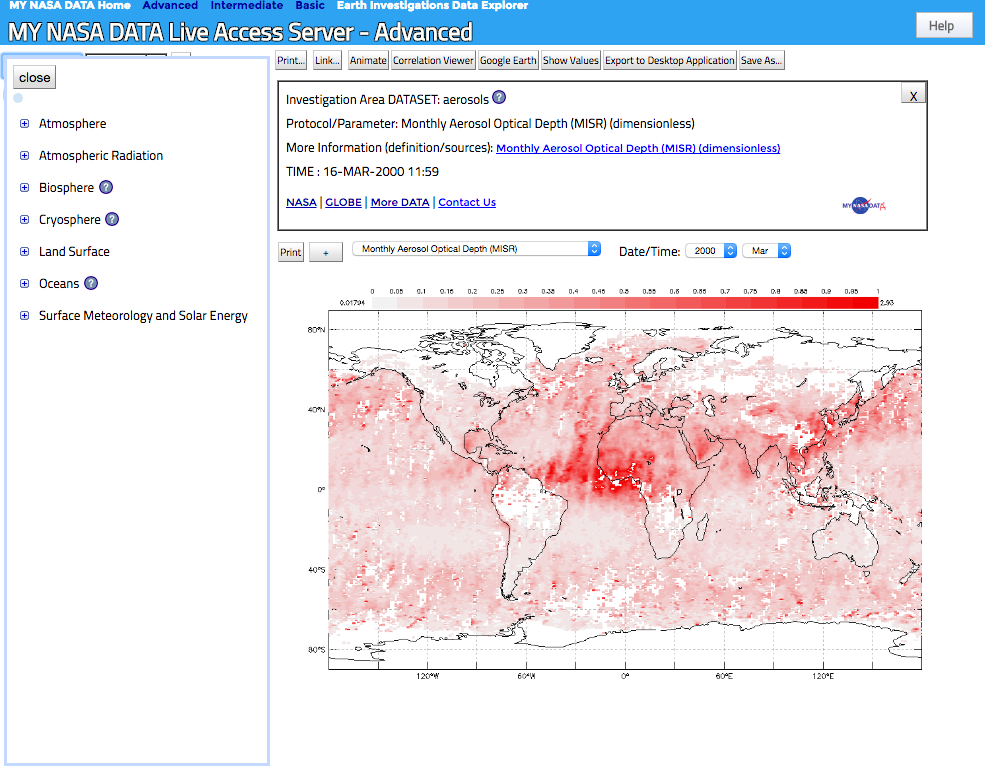 MY NASA DATA Home Advanced Intermediate Basic Earth Investigations Data Explorer
MY NASA DATA Live Access Server - Advanced
Help
close
Atmosphere
Atmospheric Radiation
Biosphere ?
Cryosphere ?
Land Surface
Oceans ?
Surface Meteorology and Solar Energy
Print... Link... Animate Correlation Viewer Google Earth Show Values Export to Desktop Application Save As...
X
Investigation Area DATASET: aerosols ?
Protocol/Parameter: Monthly Aerosol Optical Depth (MISR) (dimensionless)
More Information (definition/sources): Monthly Aerosol Optical Depth (MISR) (dimensionless)
TIME : 16-MAR-2000 11:59
NASA | GLOBE | More DATA | Contact Us
MY NASA DATA
Print + Monthly Aerosol Optical Depth (MISR) Date/Time: 2000 Mar
0 0.05 0.1 0.15 0.2 0.25 0.3 0.35 0.4 0.45 0.5 0.55 0.6 0.65 0.7 0.75 0.8 0.85 0.9 0.95 1
0.01794 2.93
80°N
40°N
0°
40°S
80°S
120°W 60°W 0° 60°E 120°E